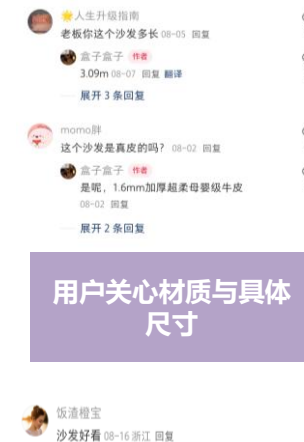 🌟人生升级指南
老板你这个沙发多长 08-05 回复
盒子盒子 作者
3.09m 08-07 回复 翻译
展开 3 条回复
momo胖
这个沙发是真皮的吗？ 08-02 回复
盒子盒子 作者
是呢，1.6mm加厚超柔母婴级牛皮
08-02 回复
展开 2 条回复
用户关心材质与具体
尺寸
饭渣橙宝
沙发好看 08-16 浙江 回复